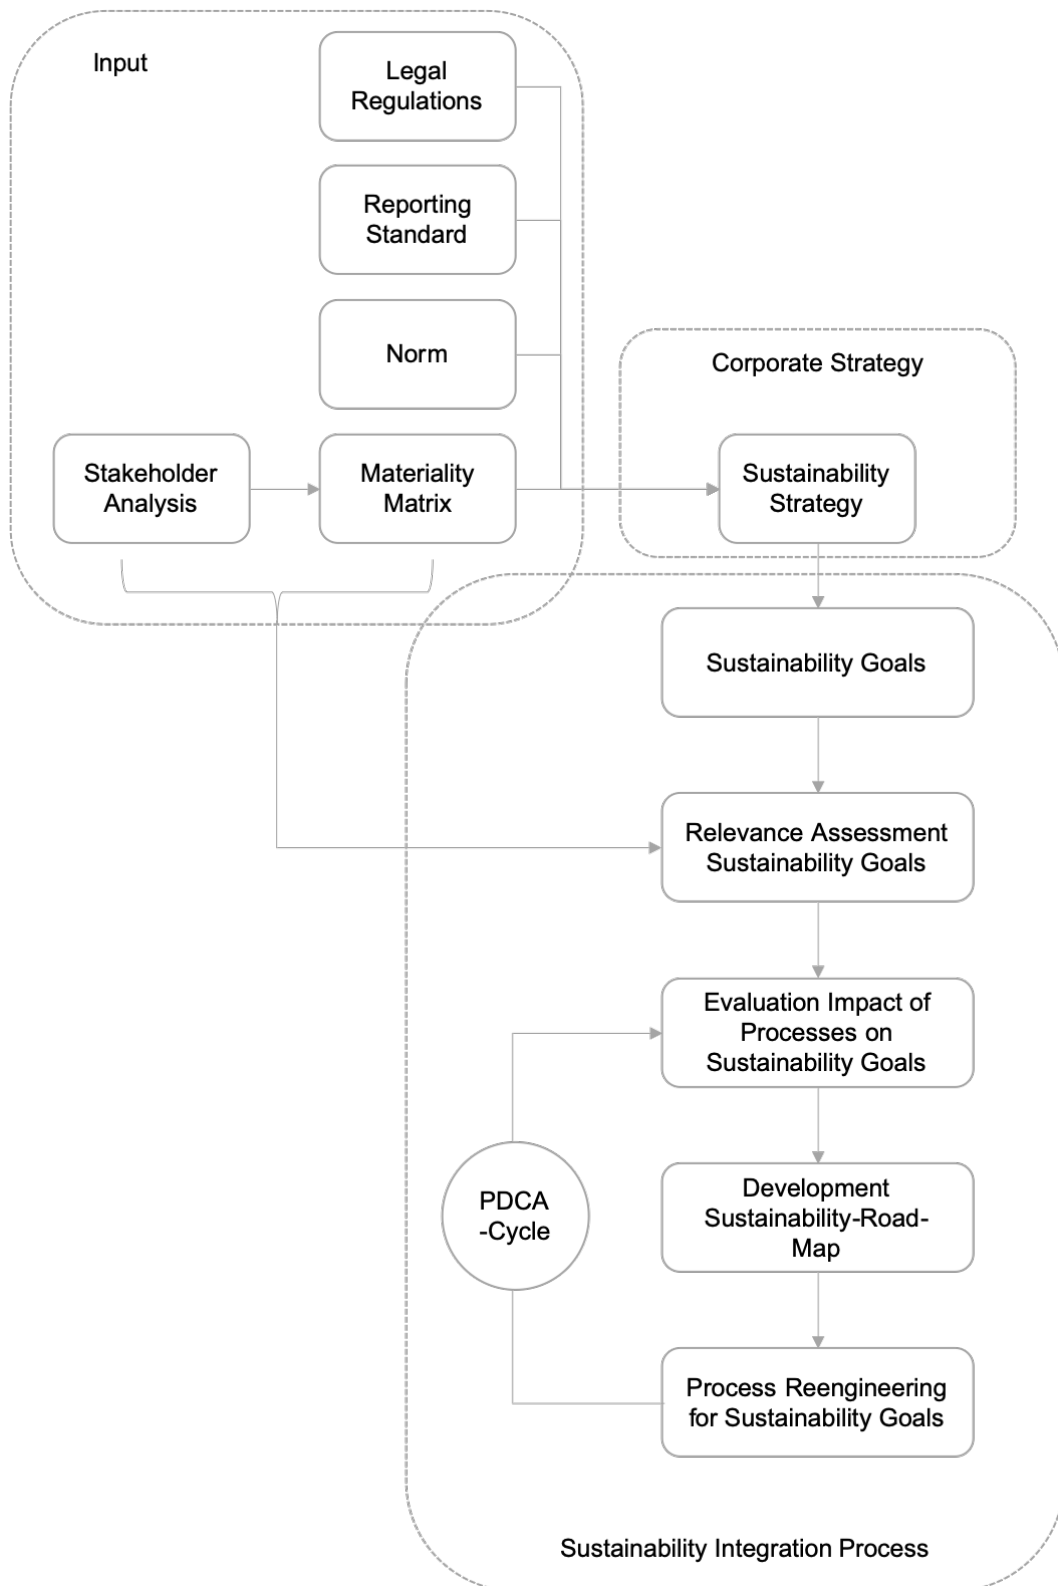 Input
Legal
Regulations
Reporting
Standard
Norm
Corporate Strategy
Stakeholder
Analysis
Materiality
Matrix
Sustainability
Strategy
Sustainability Goals
Relevance Assessment
Sustainability Goals
Evaluation Impact of
Processes on
Sustainability Goals
PDCA
-Cycle
Development
Sustainability-Road-
Map
Process Reengineering
for Sustainability Goals
Sustainability Integration Process